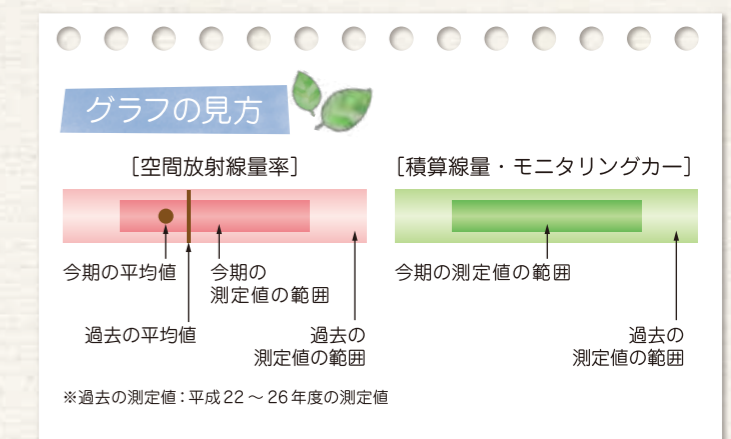 グラフの見方
［空間放射線量率］
今期の平均値
今期の
測定値の範囲
過去の平均値
過去の
測定値の範囲
［積算線量・モニタリングカー］
今期の測定値の範囲
過去の
測定値の範囲
※過去の測定値：平成22～26年度の測定値